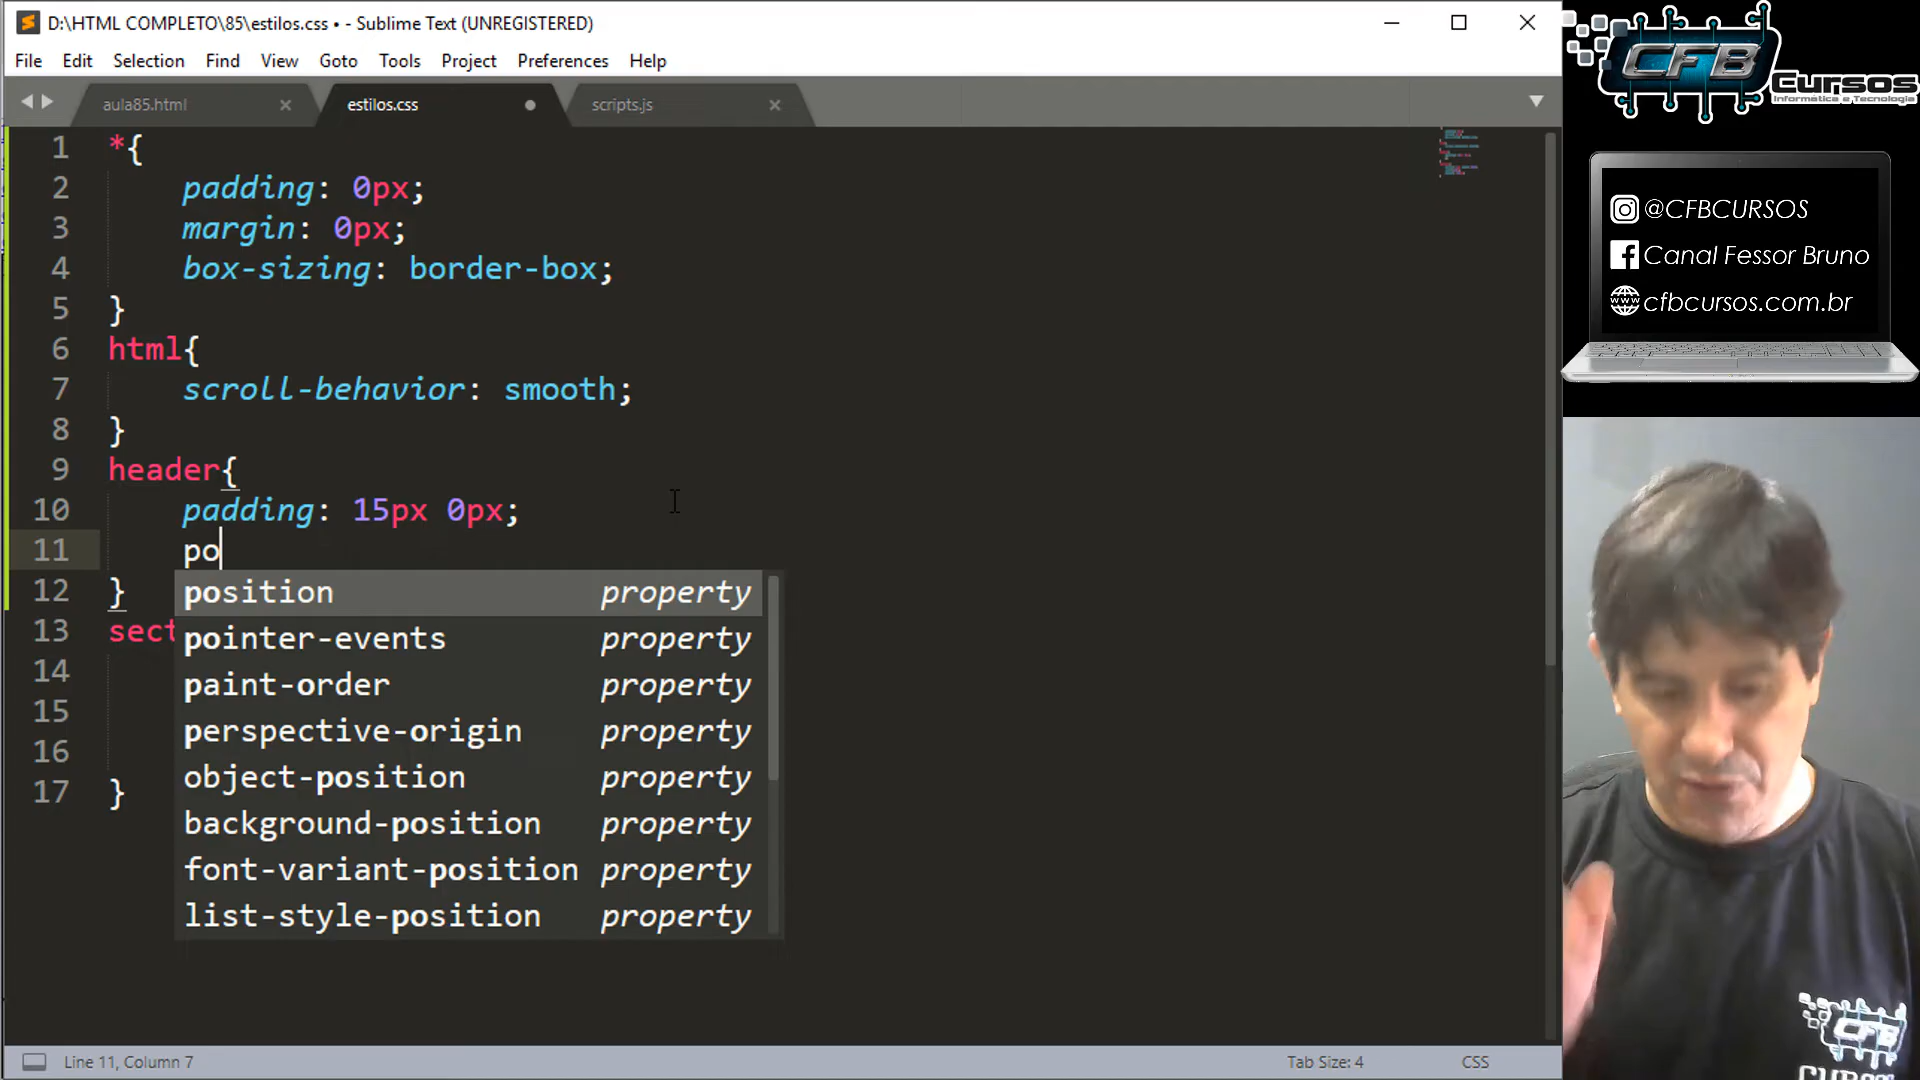 D:\HTML COMPLETO\85\estilos.css • - Sublime Text (UNREGISTERED)
File Edit Selection Find View Goto Tools Project Preferences Help
aula85.html estilos.css scripts.js
1 *{
2 padding: 0px;
3 margin: 0px;
4 box-sizing: border-box;
5 }
6 html{
7 scroll-behavior: smooth;
8 }
9 header{
10 padding: 15px 0px;
11 po
12 } position property
13 sect pointer-events property
14 paint-order property
15 perspective-origin property
16 object-position property
17 } background-position property
font-variant-position property
list-style-position property
Line 11, Column 7 Tab Size: 4 CSS
CFB
Cursos
Informática e Tecnologia
@CFBCURSOS
Canal Fessor Bruno
www cfbcursos.com.br
CFB